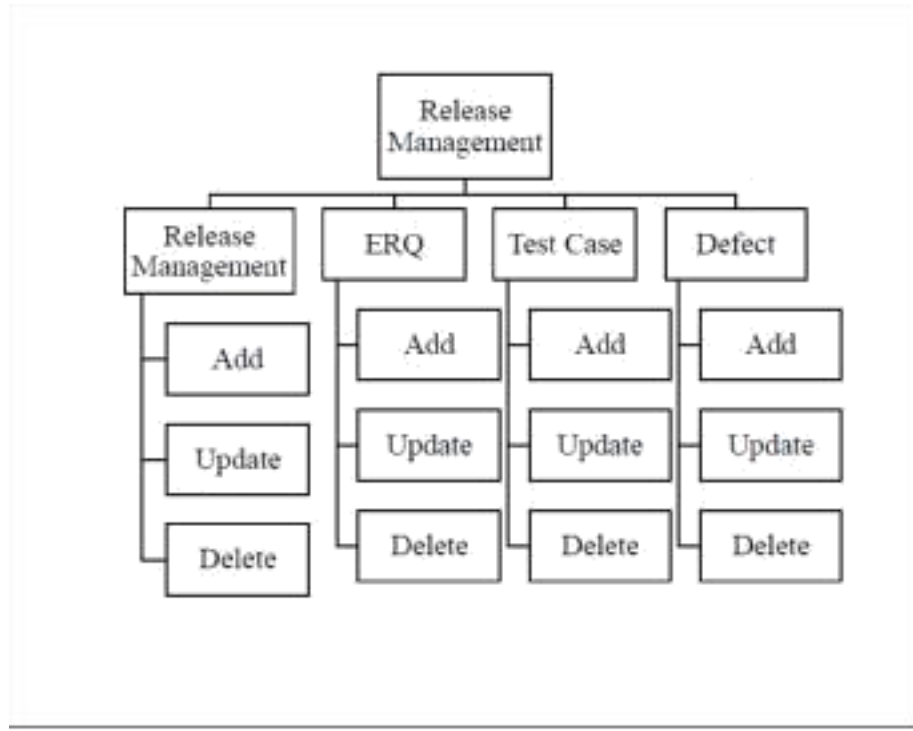 Release
Management
Release
Management
ERQ
Test Case
Defect
Add
Add
Add
Add
Update
Update
Update
Update
Delete
Delete
Delete
Delete